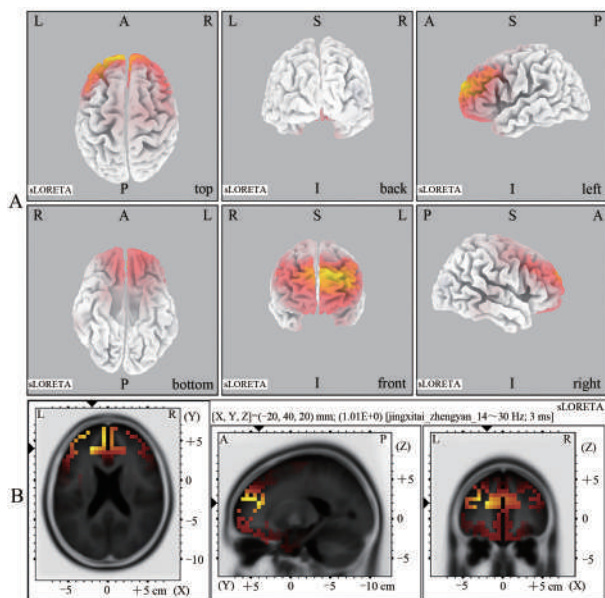 L A R
P
sLORETA top
L S R
I
sLORETA back
A S P
I
sLORETA left
A
R A L
P
sLORETA bottom
R S L
I
sLORETA front
P S A
I
sLORETA right
sLORETA
[X, Y, Z]=(−20, 40, 20) mm; (1.01E+0) [jingxitai_zhengyan_14～30 Hz; 3 ms]
B
L R (Y)
+5
0
−5
−10
−5 0 +5 cm (X)
A P (Z)
+5
0
−5
(Y) +5 0 −5 −10 cm
L R (Z)
+5
0
−5
−5 0 +5 cm (X)